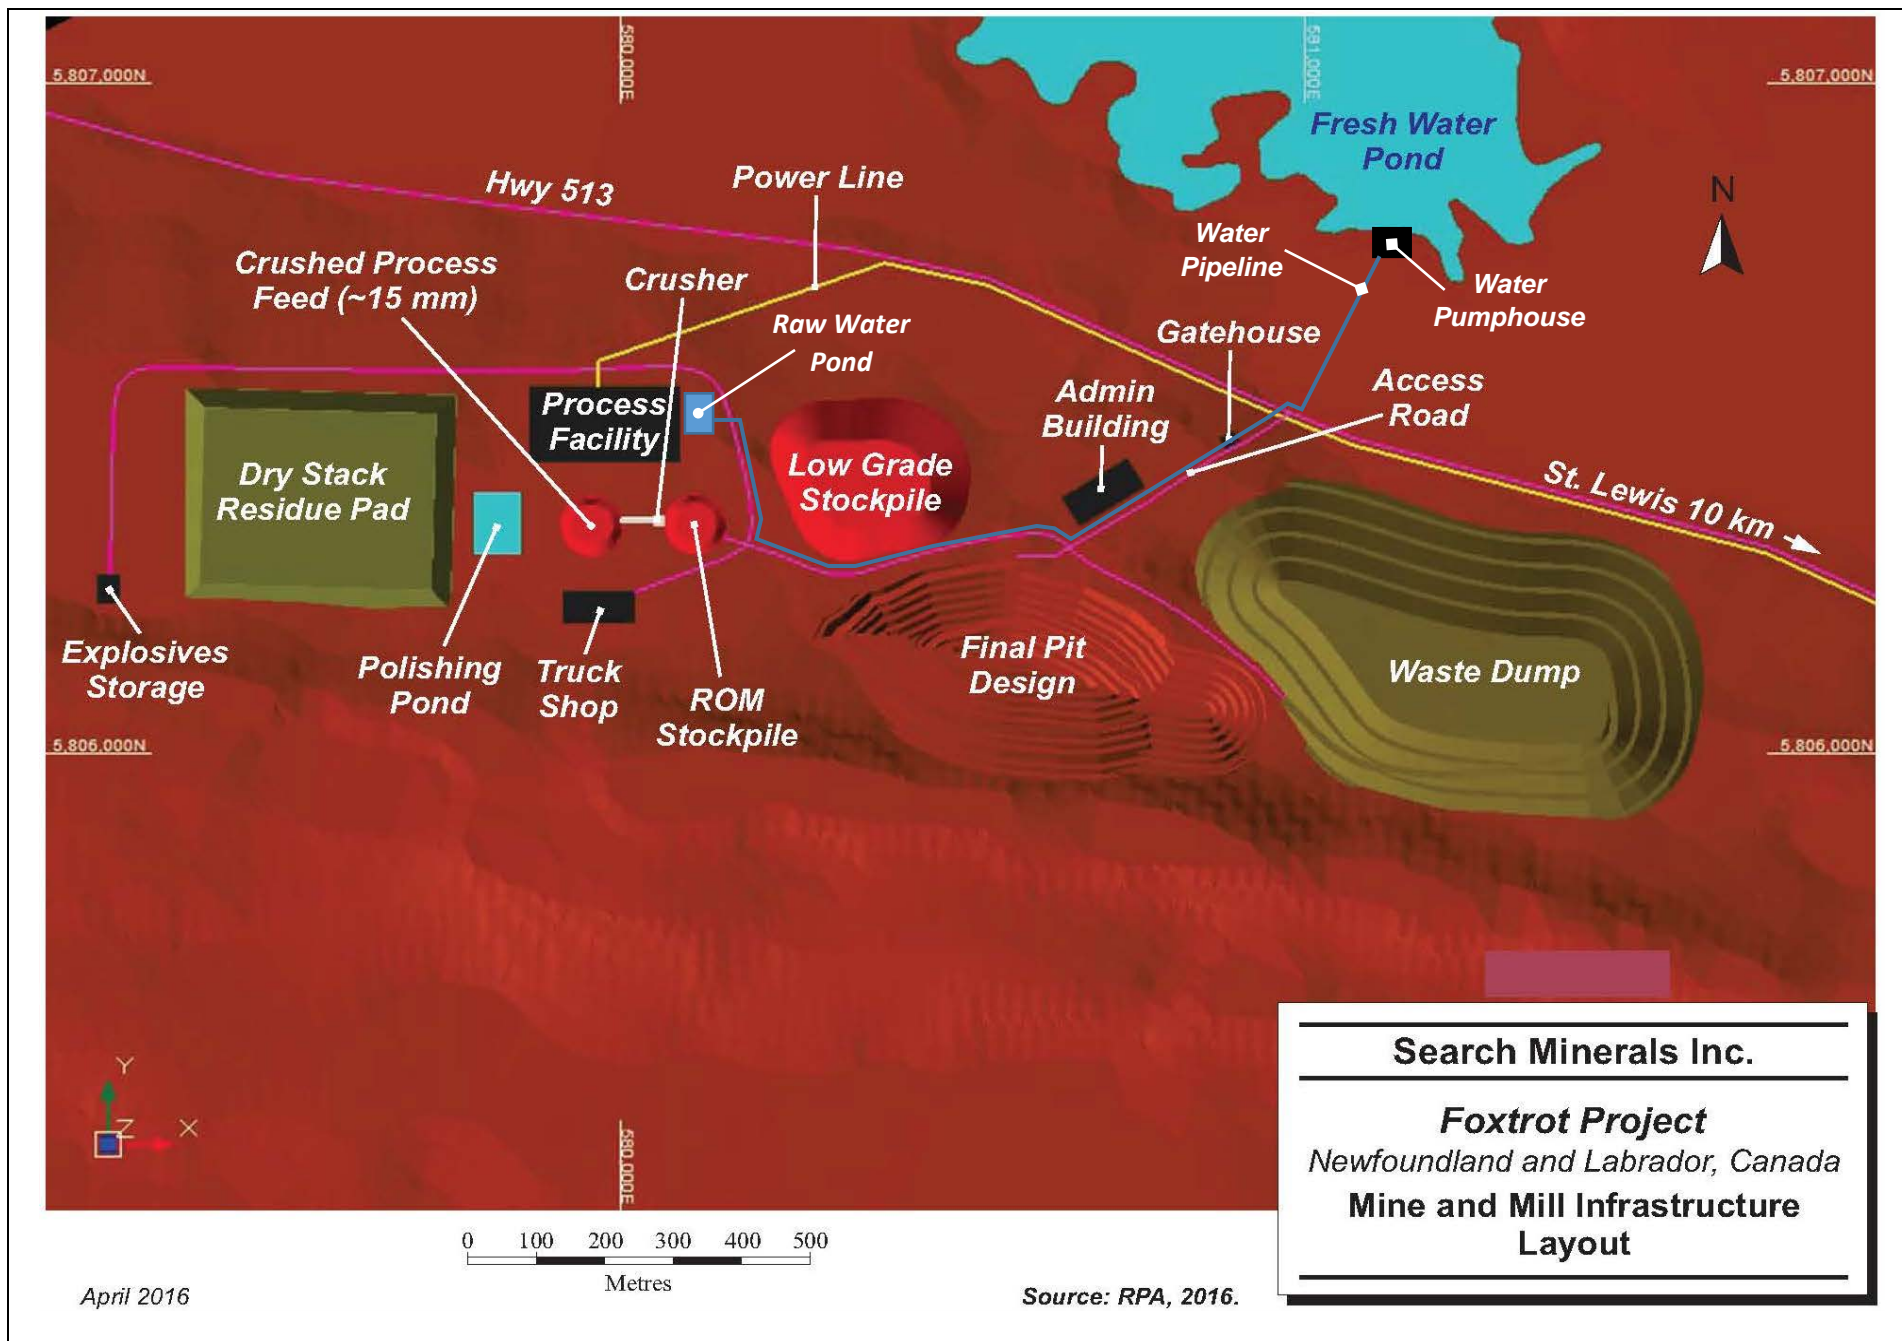 580,000E
581,000E
5,807,000N
5,807,000N
Fresh Water
Pond
Hwy 513
Power Line
N
Water
Pipeline
Crushed Process
Feed (~15 mm)
Crusher
Water
Pumphouse
Raw Water
Pond
Gatehouse
Access
Road
Admin
Building
Process
Facility
Low Grade
Stockpile
Dry Stack
Residue Pad
St. Lewis 10 km
Explosives
Storage
Polishing
Pond
Truck
Shop
ROM
Stockpile
Final Pit
Design
Waste Dump
5,806,000N
5,806,000N
Y
Z
X
580,000E
Search Minerals Inc.
Foxtrot Project
Newfoundland and Labrador, Canada
Mine and Mill Infrastructure
Layout
0 100 200 300 400 500
Metres
April 2016
Source: RPA, 2016.